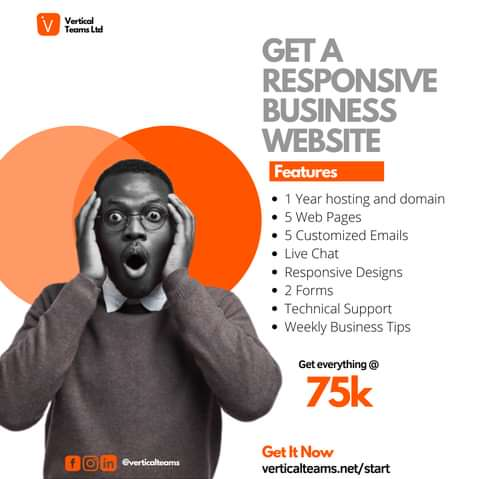 Vertical
Teams Ltd
GET A
RESPONSIVE
BUSINESS
WEBSITE
Features
• 1 Year hosting and domain
• 5 Web Pages
• 5 Customized Emails
• Live Chat
• Responsive Designs
• 2 Forms
• Technical Support
• Weekly Business Tips
Get everything @
75k
Get It Now
verticalteams.net/start
@verticalteams